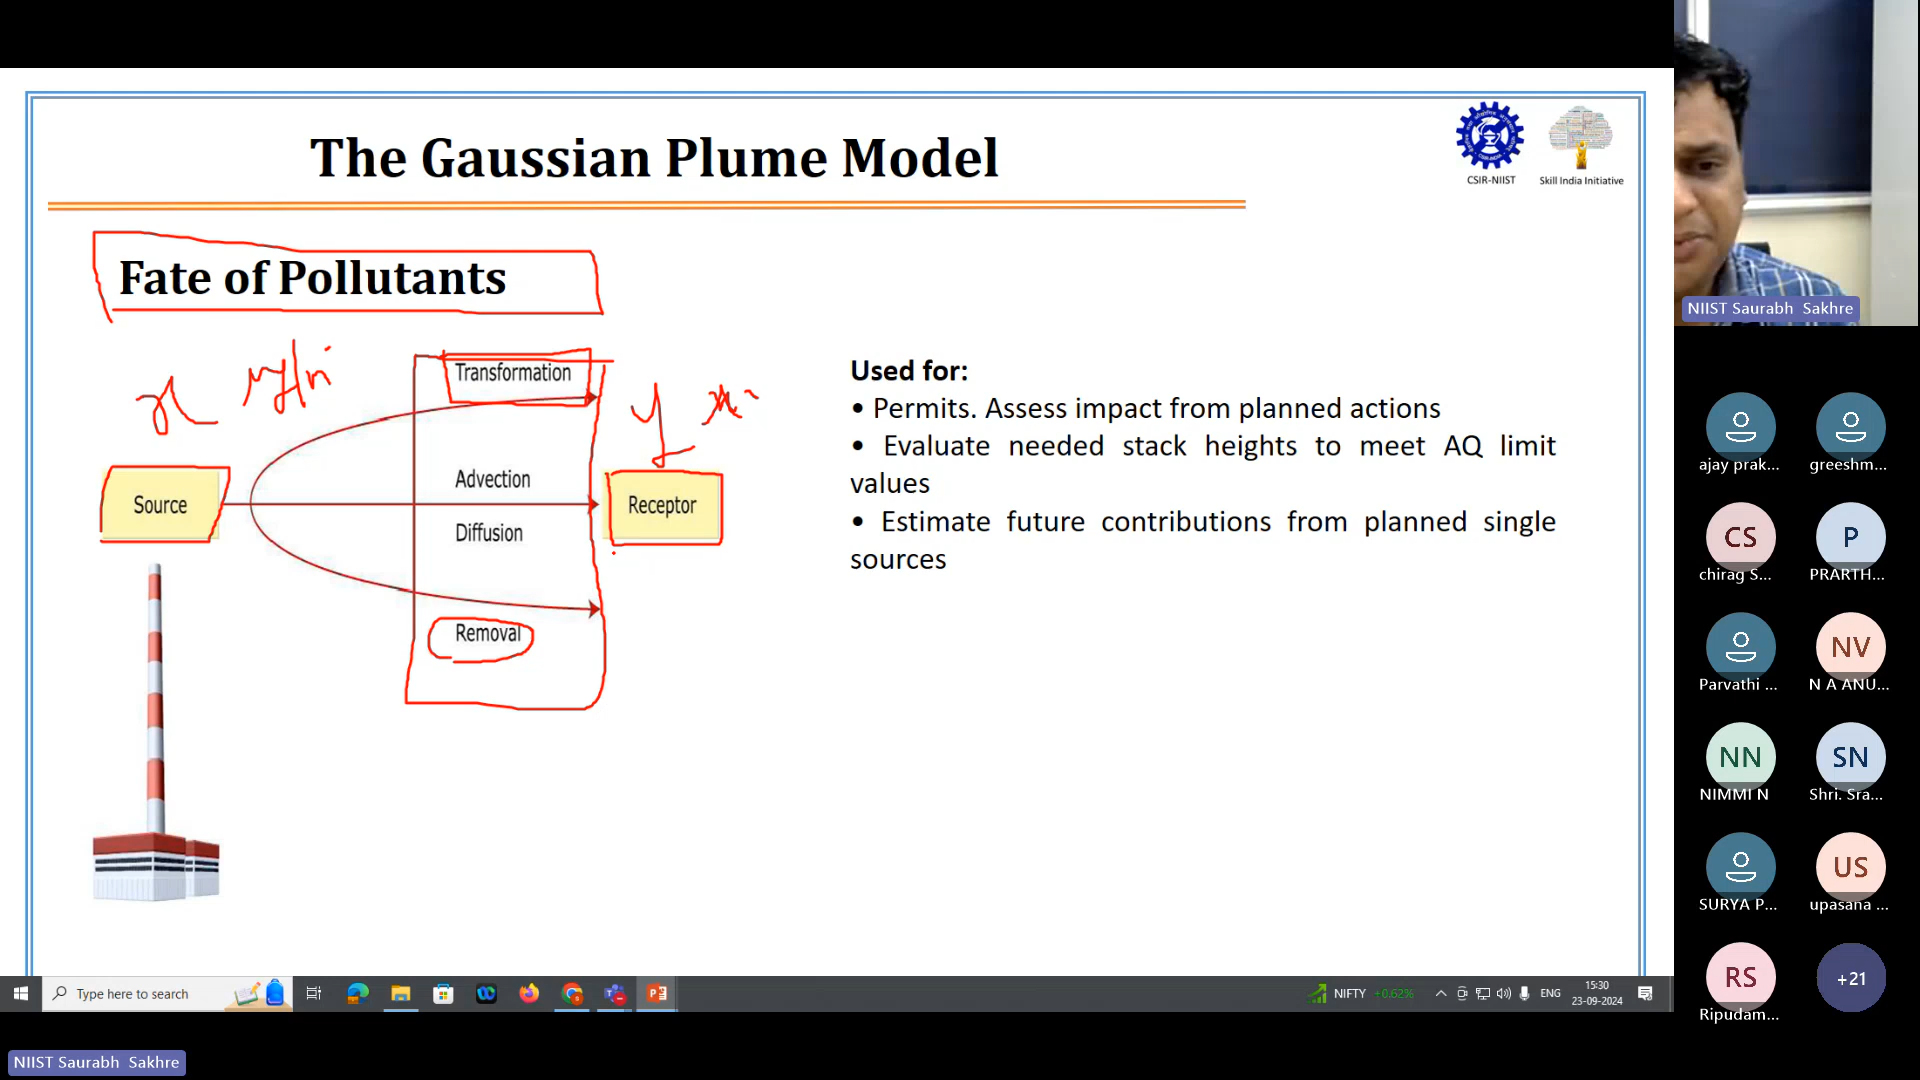 The Gaussian Plume Model
CSIR-NIIST
Skill India Initiative
Fate of Pollutants
x
y
Transformation
Advection
Diffusion
Removal
Source
Receptor
Used for:
• Permits. Assess impact from planned actions
• Evaluate needed stack heights to meet AQ limit
values
• Estimate future contributions from planned single
sources
NIIST Saurabh Sakhre
ajay prak...
greeshm...
CS
chirag S...
P
PRARTH...
Parvathi ...
NV
N A ANU...
NN
NIMMI N
SN
Shri. Sra...
SURYA P...
US
upasana ...
RS
Ripudam...
+21
Type here to search
NIFTY +0.62%
ENG
15:30
23-09-2024
NIIST Saurabh Sakhre